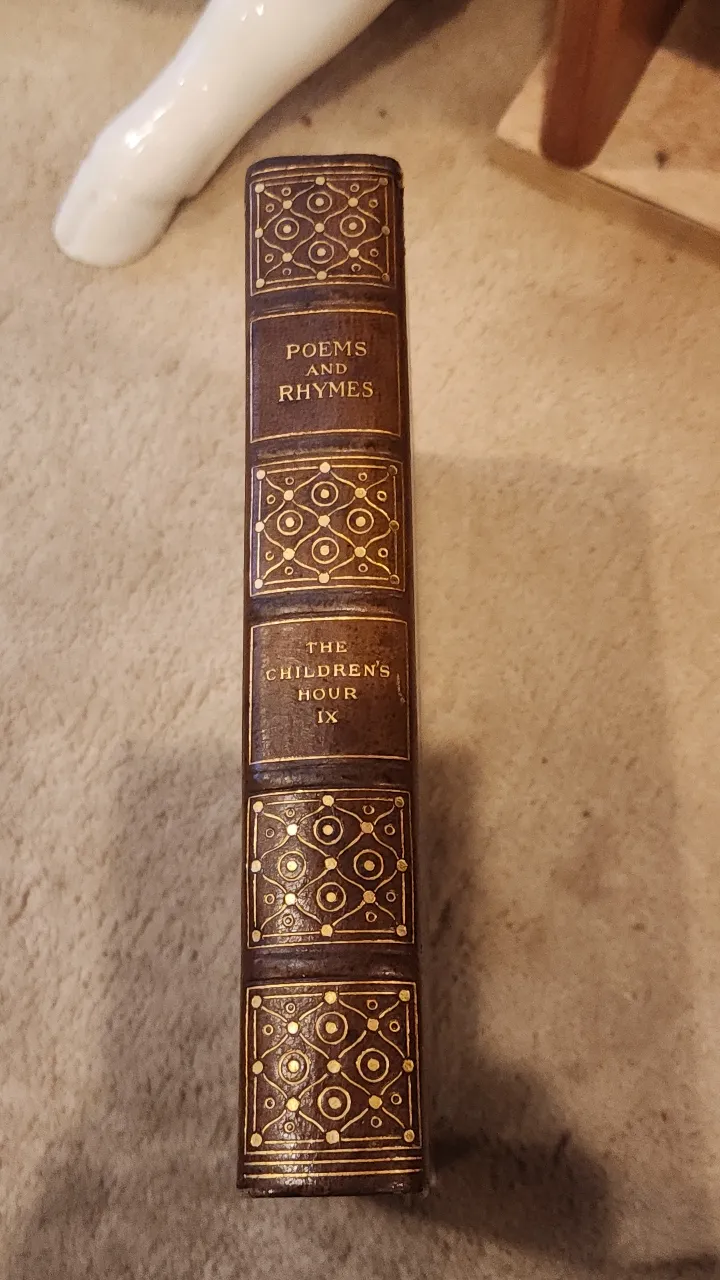 POEMS
AND
RHYMES
THE
CHILDREN'S
HOUR
IX